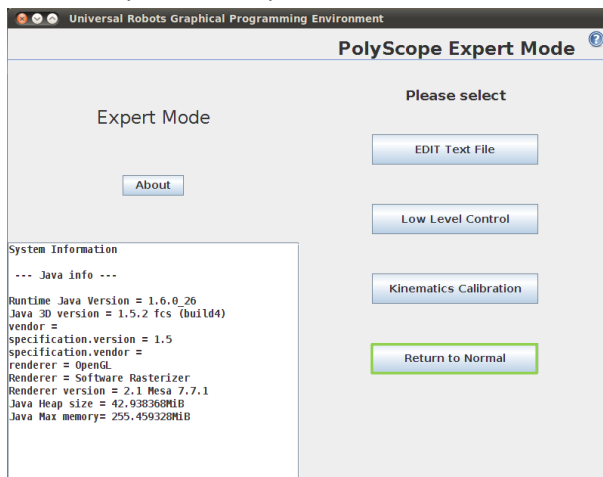 Universal Robots Graphical Programming Environment
PolyScope Expert Mode
?
Expert Mode
About
Please select
EDIT Text File
Low Level Control
Kinematics Calibration
Return to Normal
System Information
--- Java info ---
Runtime Java Version = 1.6.0_26
Java 3D version = 1.5.2 fcs (build4)
vendor =
specification.version = 1.5
specification.vendor =
renderer = OpenGL
Renderer = Software Rasterizer
Renderer version = 2.1 Mesa 7.7.1
Java Heap size = 42.938368MiB
Java Max memory= 255.459328MiB